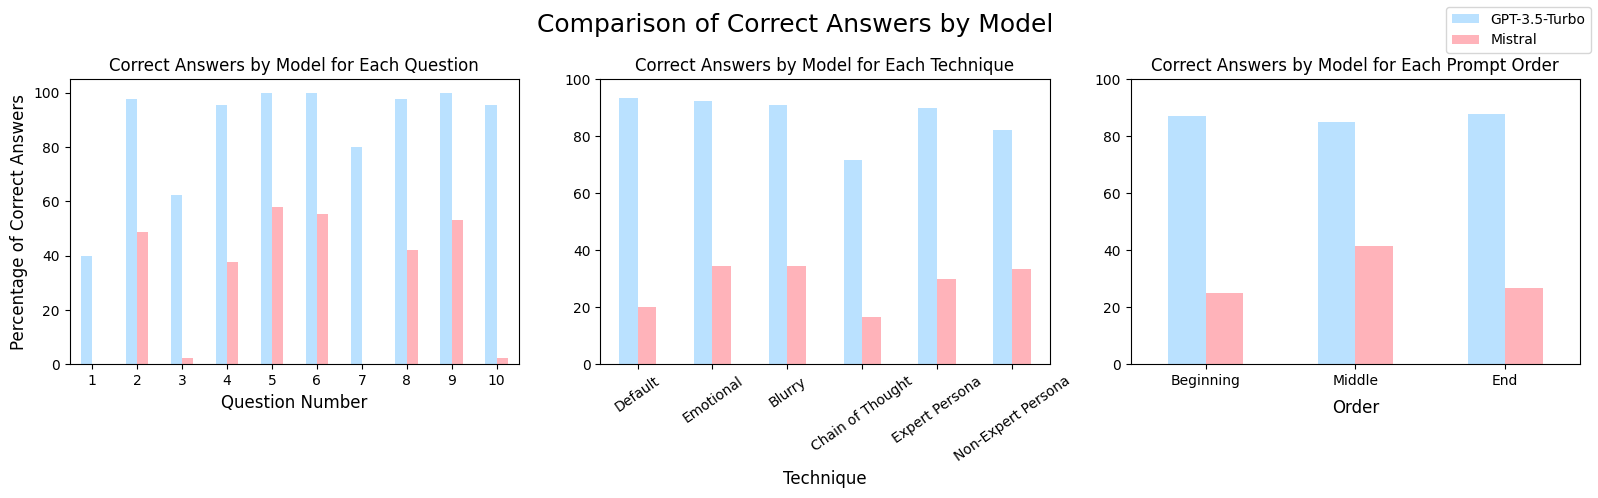 Comparison of Correct Answers by Model
GPT-3.5-Turbo
Mistral
Correct Answers by Model for Each Question
Percentage of Correct Answers
100
80
60
40
20
0
1 2 3 4 5 6 7 8 9 10
Question Number
Correct Answers by Model for Each Technique
100
80
60
40
20
0
Default
Emotional
Blurry
Chain of Thought
Expert Persona
Non-Expert Persona
Technique
Correct Answers by Model for Each Prompt Order
100
80
60
40
20
0
Beginning Middle End
Order